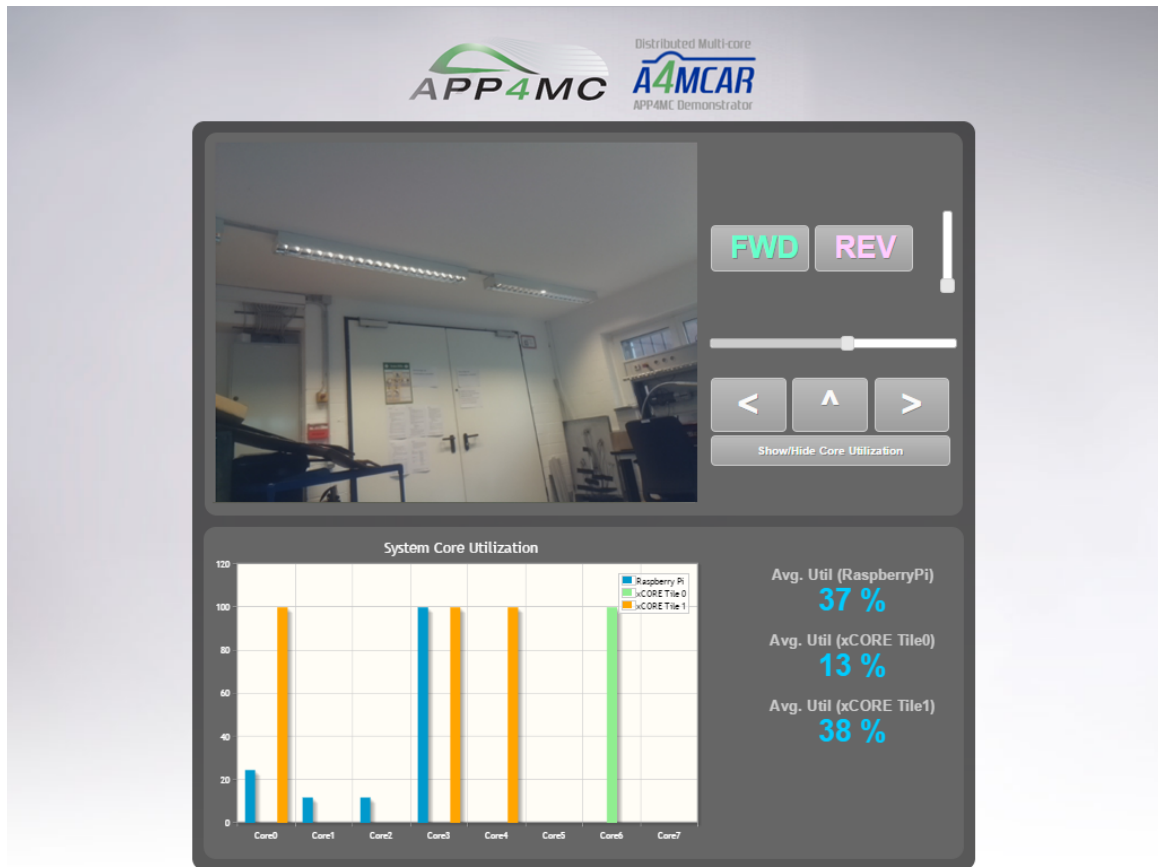 APP4MC
Distributed Multi-core
A4MCAR
APP4MC Demonstrator
FWD
REV
<
^
>
Show/Hide Core Utilization
System Core Utilization
120
100
80
60
40
20
0
Raspberry Pi
xCORE Tile 0
xCORE Tile 1
Core0
Core1
Core2
Core3
Core4
Core5
Core6
Core7
Avg. Util (RaspberryPi)
37 %
Avg. Util (xCORE Tile0)
13 %
Avg. Util (xCORE Tile1)
38 %